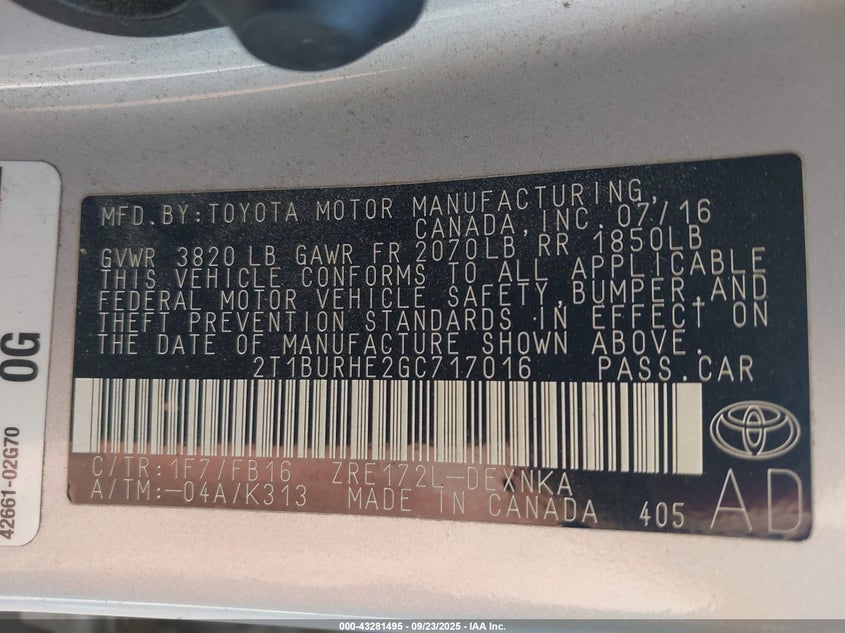 MFD. BY: TOYOTA MOTOR MANUFACTURING,
CANADA, INC. 07/16
GVWR 3820 LB GAWR FR 2070LB RR 1850LB
THIS VEHICLE CONFORMS TO ALL APPLICABLE
FEDERAL MOTOR VEHICLE SAFETY, BUMPER, AND
THEFT PREVENTION STANDARDS IN EFFECT ON
THE DATE OF MANUFACTURE SHOWN ABOVE.
2T1BURHE2GC717016 PASS. CAR
C/TR: 1F7/FB16 ZRE172L-DEXNKA
A/TM:-04A/K313 MADE IN CANADA 405 AD
0G
42661-02G70
000-43281495 - 09/23/2025 - IAA Inc.